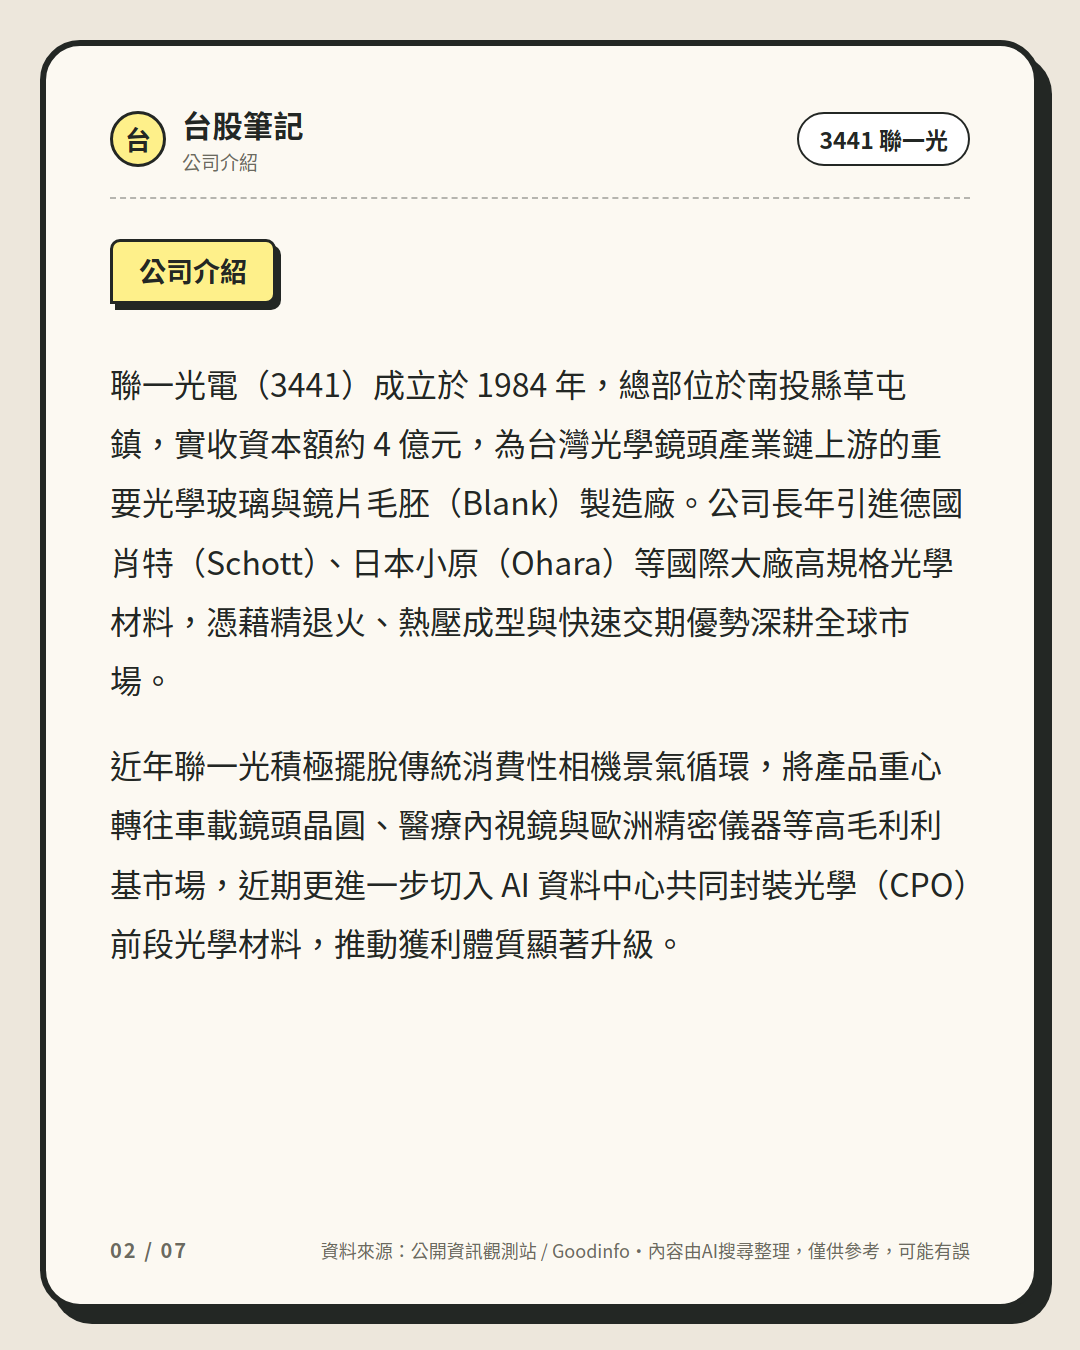 台
台股筆記
公司介紹
3441 聯一光
公司介紹
聯一光電（3441）成立於 1984 年，總部位於南投縣草屯
鎮，實收資本額約 4 億元，為台灣光學鏡頭產業鏈上游的重
要光學玻璃與鏡片毛胚（Blank）製造廠。公司長年引進德國
肖特（Schott）、日本小原（Ohara）等國際大廠高規格光學
材料，憑藉精退火、熱壓成型與快速交期優勢深耕全球市
場。
近年聯一光積極擺脫傳統消費性相機景氣循環，將產品重心
轉往車載鏡頭晶圓、醫療內視鏡與歐洲精密儀器等高毛利利
基市場，近期更進一步切入 AI 資料中心共同封裝光學（CPO）
前段光學材料，推動獲利體質顯著升級。
02 / 07
資料來源：公開資訊觀測站 / Goodinfo・內容由AI搜尋整理，僅供參考，可能有誤